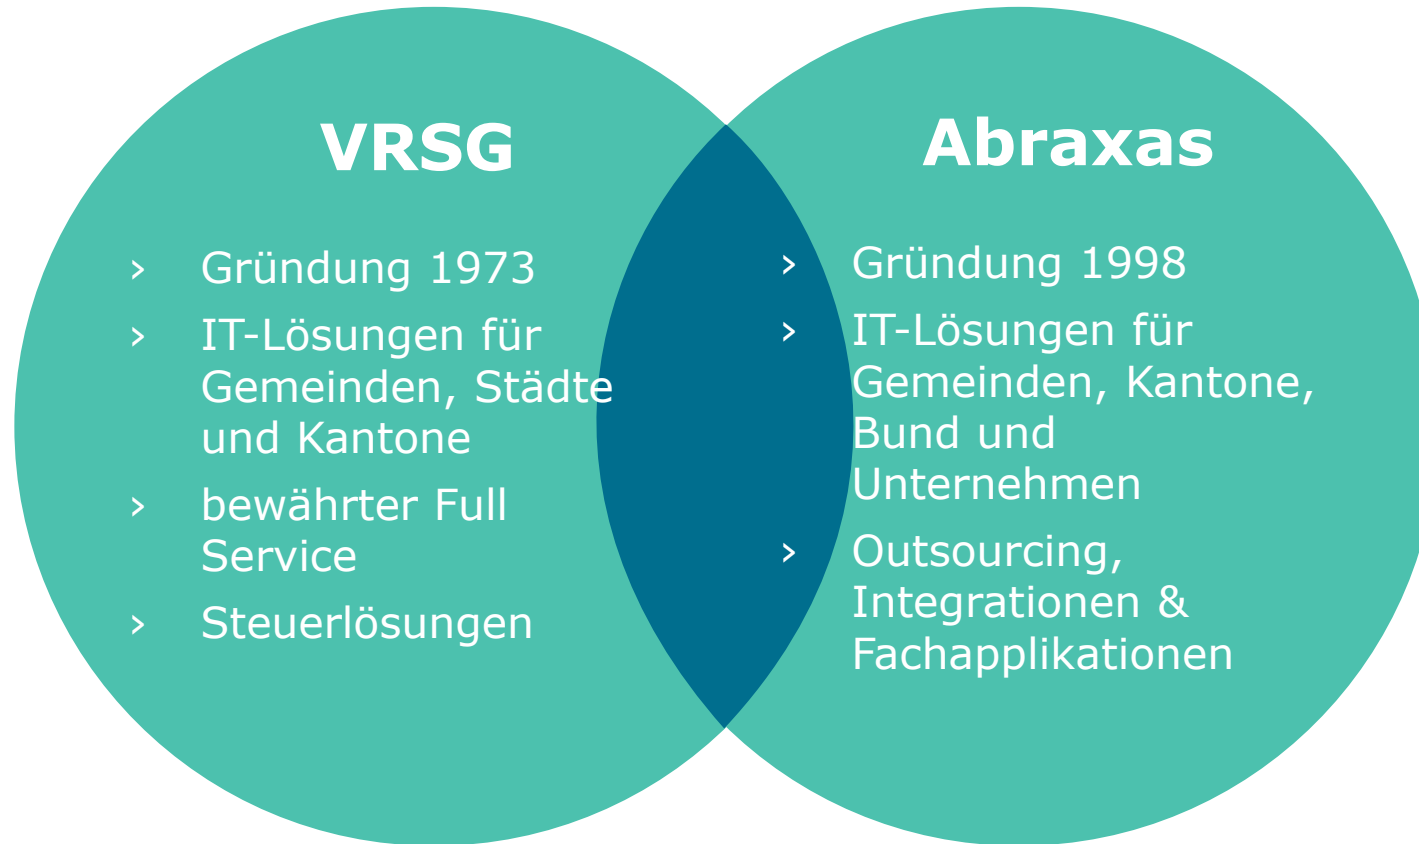 VRSG
› Gründung 1973
› IT-Lösungen für
Gemeinden, Städte
und Kantone
› bewährter Full
Service
› Steuerlösungen
Abraxas
› Gründung 1998
› IT-Lösungen für
Gemeinden, Kantone,
Bund und
Unternehmen
› Outsourcing,
Integrationen &
Fachapplikationen